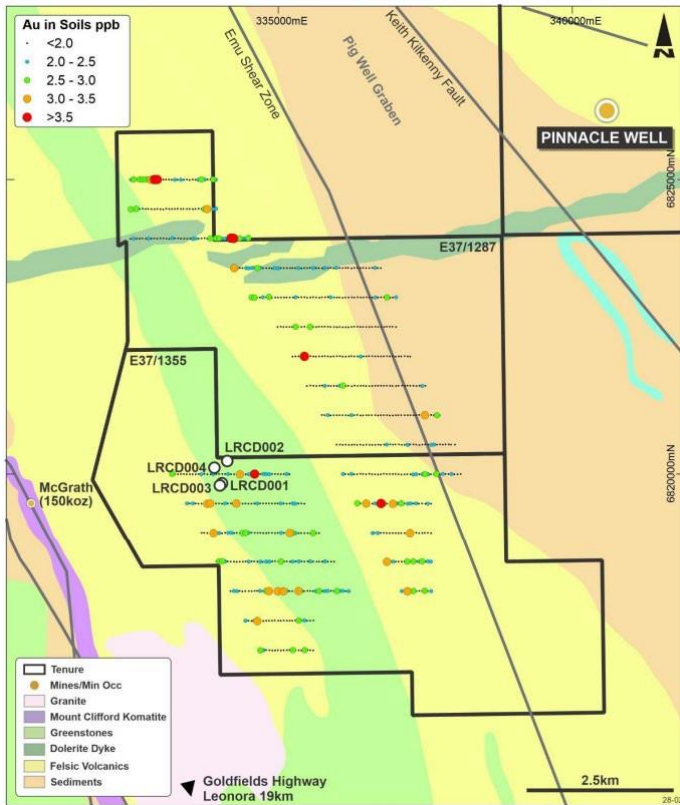 Au in Soils ppb
<2.0
2.0 - 2.5
2.5 - 3.0
3.0 - 3.5
>3.5
335000mE
340000mE
N
Emu Shear Zone
Pig Well Graben
Keith Kilkenny Fault
PINNACLE WELL
6825000mN
E37/1287
E37/1355
LRCD002
LRCD004
LRCD003
LRCD001
6820000mN
McGrath
(150koz)
Tenure
Mines/Min Occ
Granite
Mount Clifford Komatite
Greenstones
Dolerite Dyke
Felsic Volcanics
Sediments
Goldfields Highway
Leonora 19km
2.5km